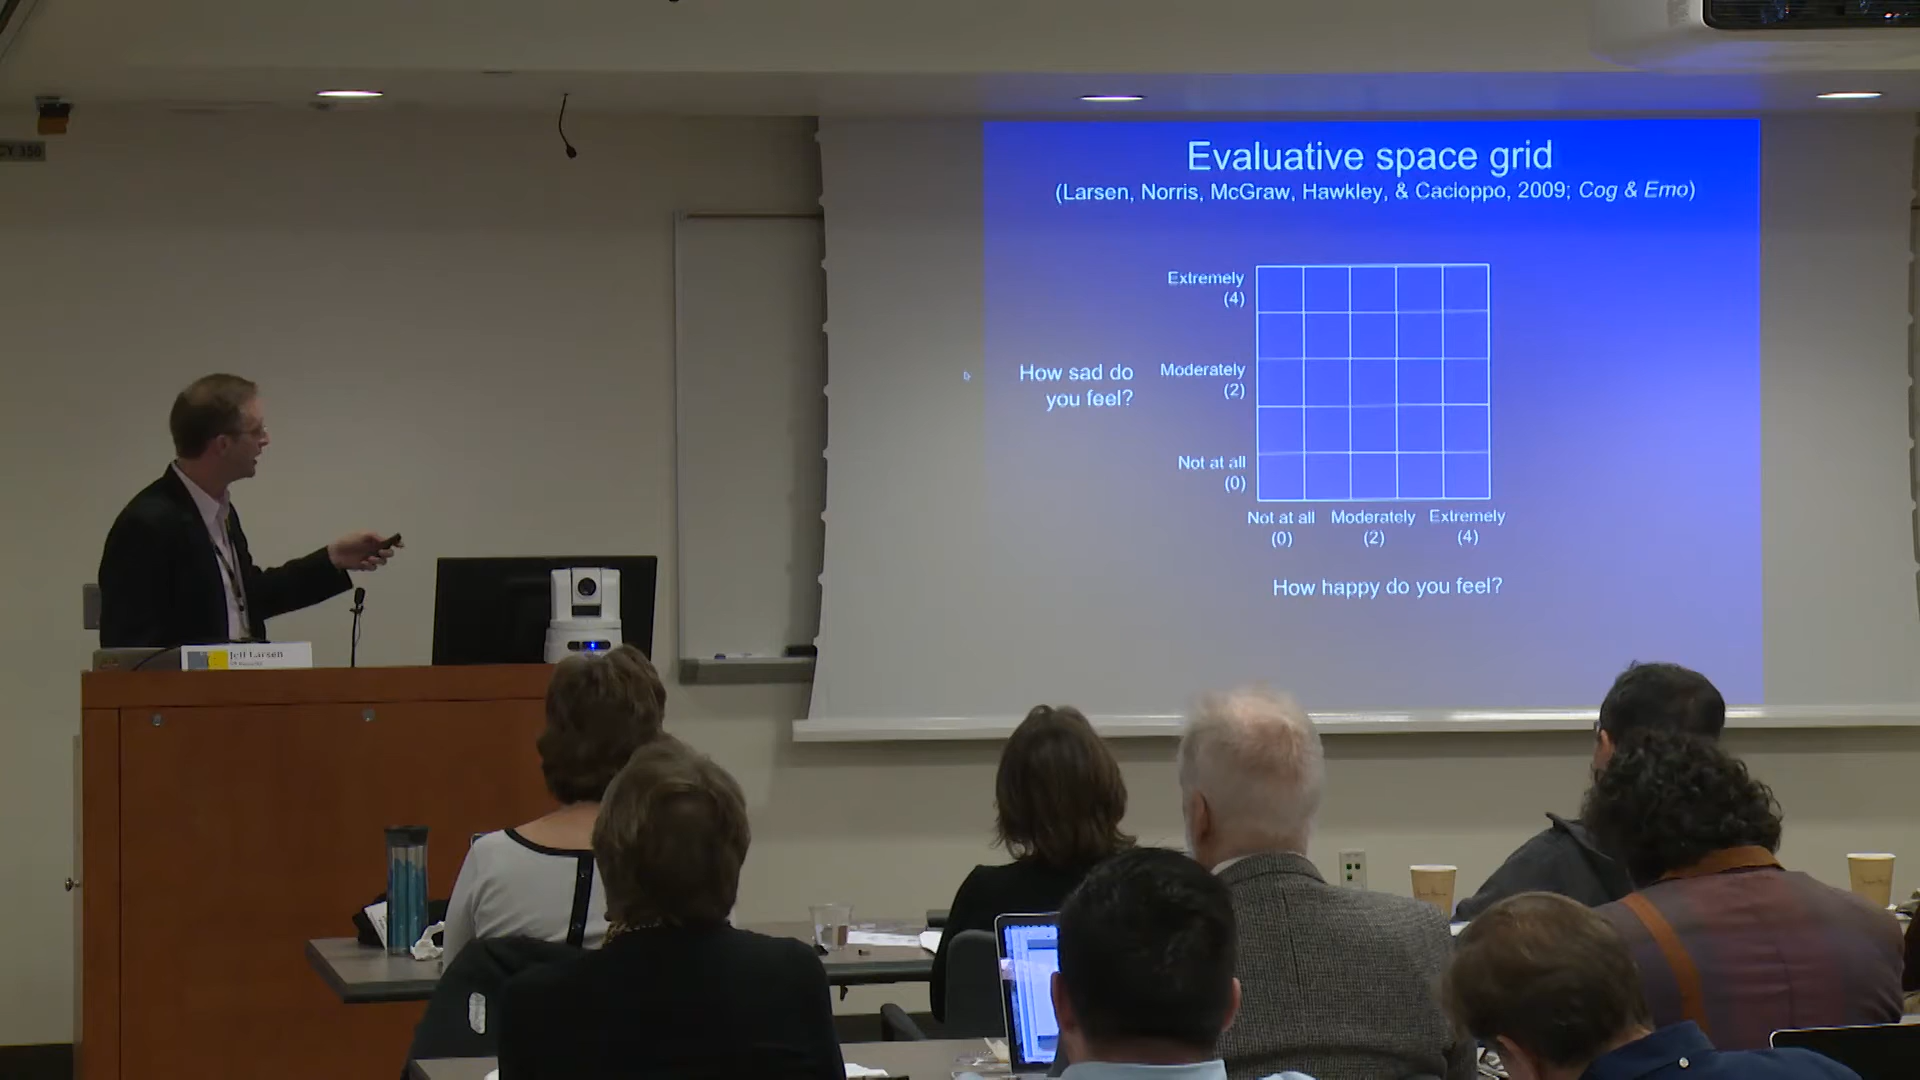 CY 350
Evaluative space grid
(Larsen, Norris, McGraw, Hawkley, & Cacioppo, 2009; Cog & Emo)
Extremely
(4)
How sad do
you feel?
Moderately
(2)
Not at all
(0)
Not at all Moderately Extremely
(0) (2) (4)
How happy do you feel?
Jeff Larsen